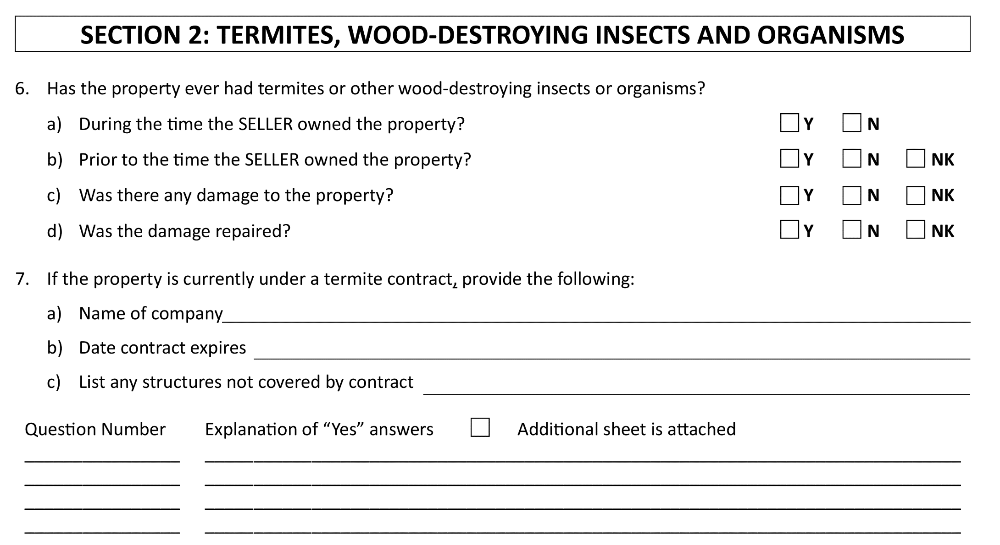 SECTION 2: TERMITES, WOOD-DESTROYING INSECTS AND ORGANISMS
6. Has the property ever had termites or other wood-destroying insects or organisms?
a) During the time the SELLER owned the property? Y N
b) Prior to the time the SELLER owned the property? Y N NK
c) Was there any damage to the property? Y N NK
d) Was the damage repaired? Y N NK
7. If the property is currently under a termite contract, provide the following:
a) Name of company
b) Date contract expires
c) List any structures not covered by contract
Question Number Explanation of “Yes” answers Additional sheet is attached